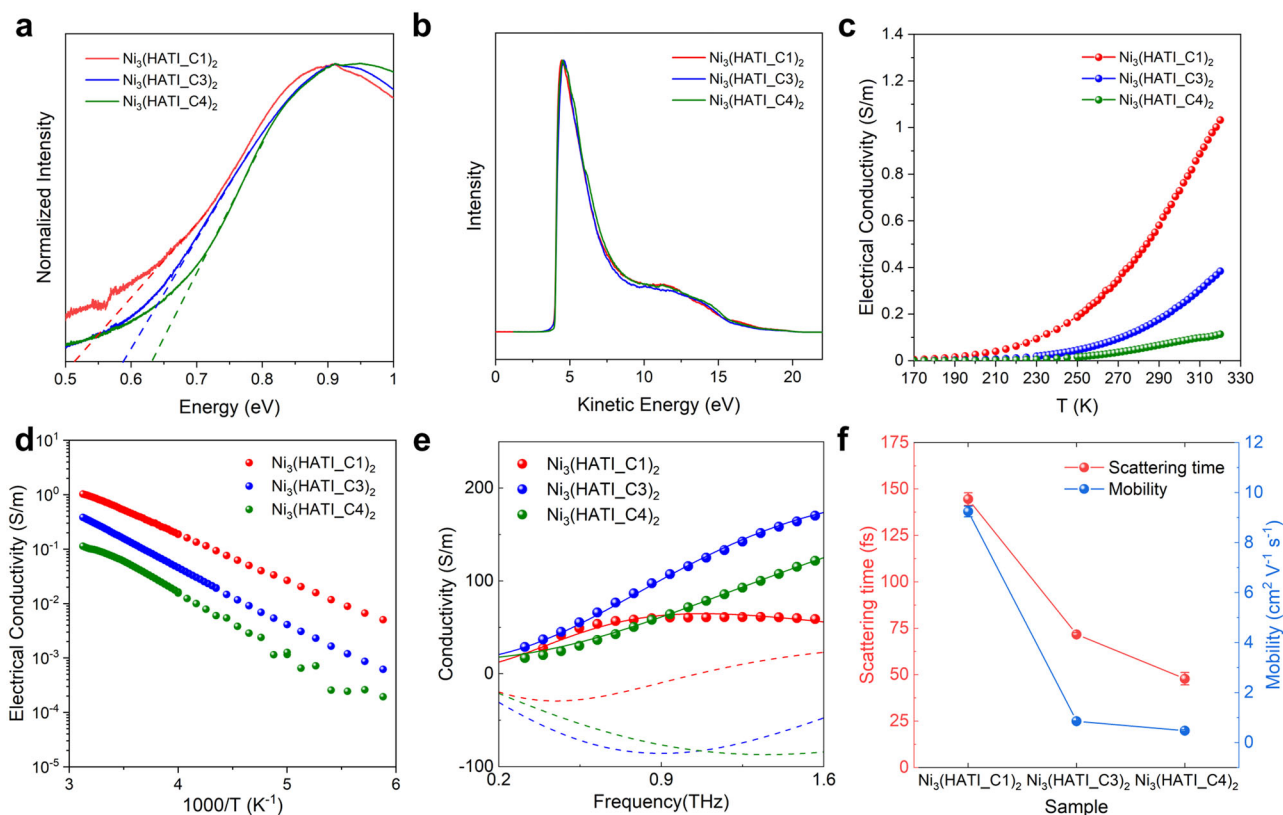 a
Ni3(HATI_C1)2
Ni3(HATI_C3)2
Ni3(HATI_C4)2
Normalized Intensity
0.5 0.6 0.7 0.8 0.9 1
Energy (eV)
b
Ni3(HATI_C1)2
Ni3(HATI_C3)2
Ni3(HATI_C4)2
Intensity
0 5 10 15 20
Kinetic Energy (eV)
c
Ni3(HATI_C1)2
Ni3(HATI_C3)2
Ni3(HATI_C4)2
Electrical Conductivity (S/m)
1.4
1.2
1
0.8
0.6
0.4
0.2
0
170 190 210 230 250 270 290 310 330
T (K)
d
Ni3(HATI_C1)2
Ni3(HATI_C3)2
Ni3(HATI_C4)2
Electrical Conductivity (S/m)
10^1
10^0
10^-1
10^-2
10^-3
10^-4
10^-5
3 4 5 6
1000/T (K^-1)
e
Ni3(HATI_C1)2
Ni3(HATI_C3)2
Ni3(HATI_C4)2
Conductivity (S/m)
200
100
0
-100
0.2 0.9 1.6
Frequency(THz)
f
Scattering time
Mobility
Scattering time (fs)
175
150
125
100
75
50
25
0
Mobility (cm^2 V^-1 s^-1)
12
10
8
6
4
2
0
Ni3(HATI_C1)2 Ni3(HATI_C3)2 Ni3(HATI_C4)2
Sample